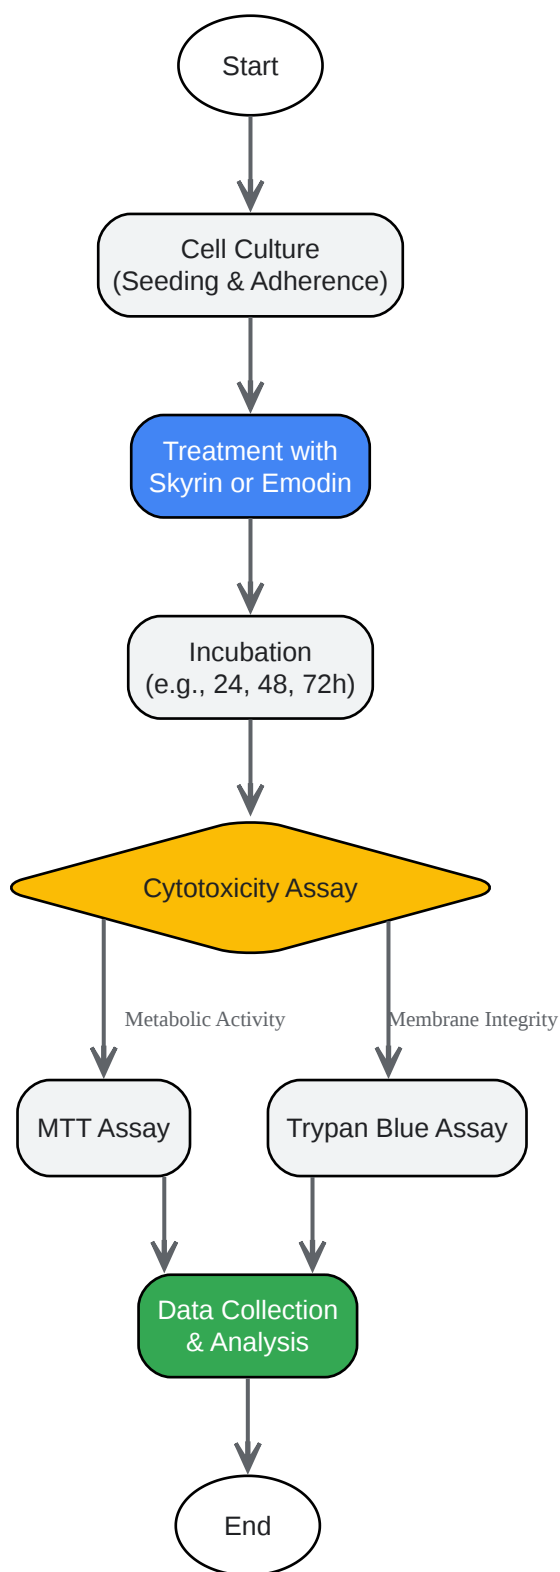 Start
Cell Culture
(Seeding & Adherence)
Treatment with
Skyrin or Emodin
Incubation
(e.g., 24, 48, 72h)
Cytotoxicity Assay
Metabolic Activity
Membrane Integrity
MTT Assay
Trypan Blue Assay
Data Collection
& Analysis
End